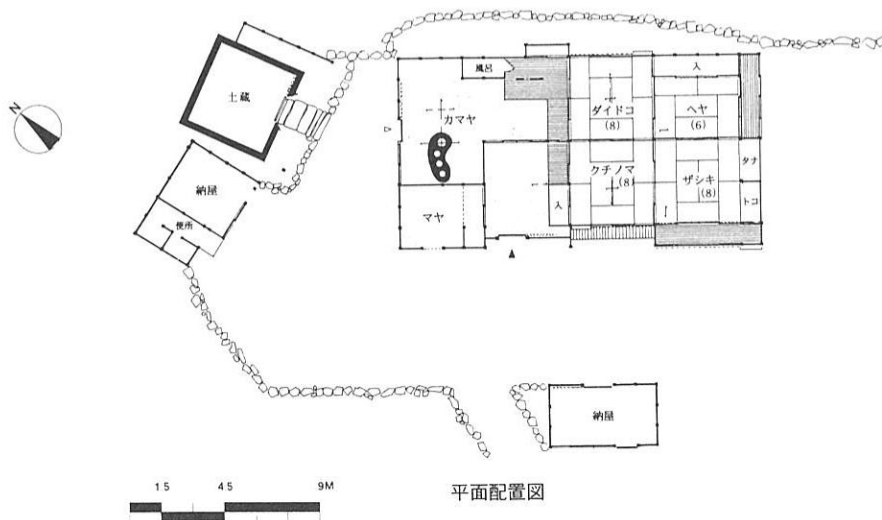 N
土蔵
納屋
便所
風呂
カマヤ
マヤ
入
ダイドコ
(8)
クチノマ
(8)
入
ヘヤ
(6)
ザシキ
(8)
タナ
トコ
納屋
15 45 9M
平面配置図